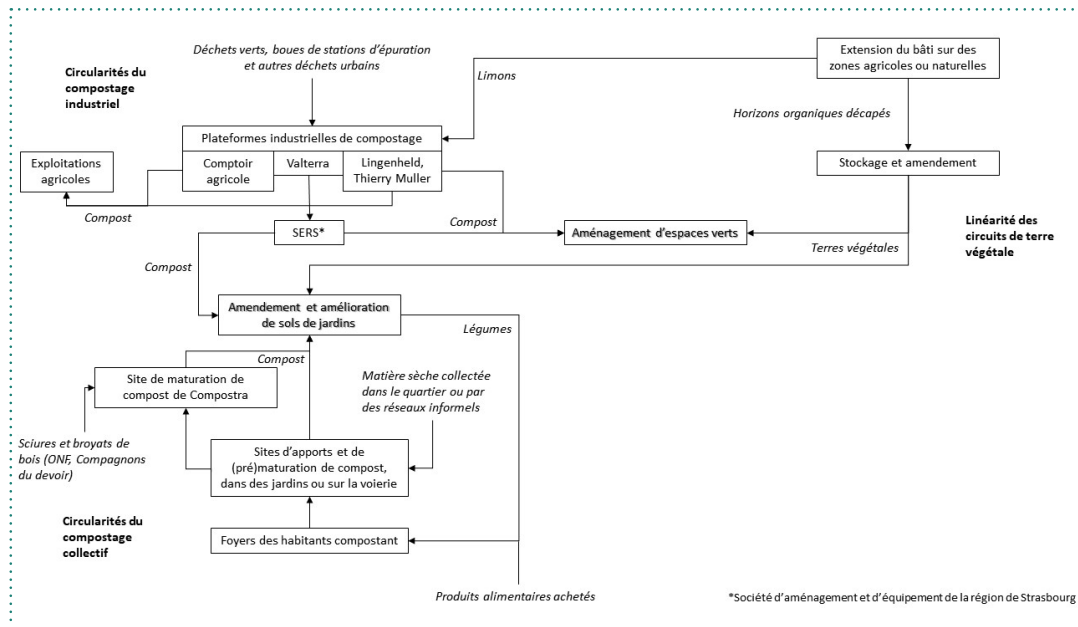 Déchets verts, boues de stations d'épuration
et autres déchets urbains
Extension du bâti sur des
zones agricoles ou naturelles
Circularités du
compostage
industriel
Limons
Horizons organiques décapés
Plateformes industrielles de compostage
Exploitations
agricoles
Comptoir
agricole
Valterra
Lingenheld,
Thierry Muller
Stockage et amendement
Compost
SERS*
Compost
Aménagement d'espaces verts
Linéarité des
circuits de terre
végétale
Terres végétales
Compost
Amendement et amélioration
de sols de jardins
Légumes
Compost
Site de maturation de
compost de Compostra
Matière sèche collectée
dans le quartier ou par
des réseaux informels
Sciures et broyats de
bois (ONF, Compagnons
du devoir)
Sites d'apports et de
(pré)maturation de compost,
dans des jardins ou sur la voierie
Circularités du
compostage
collectif
Foyers des habitants compostant
Produits alimentaires achetés
*Société d'aménagement et d'équipement de la région de Strasbourg